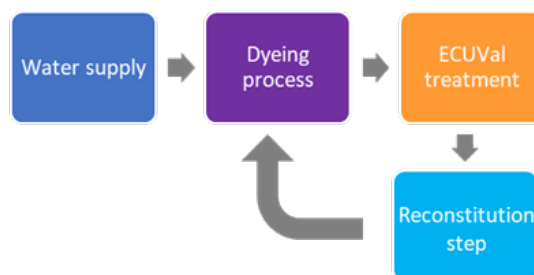 Water supply
Dyeing
process
ECUVal
treatment
Reconstitution
step